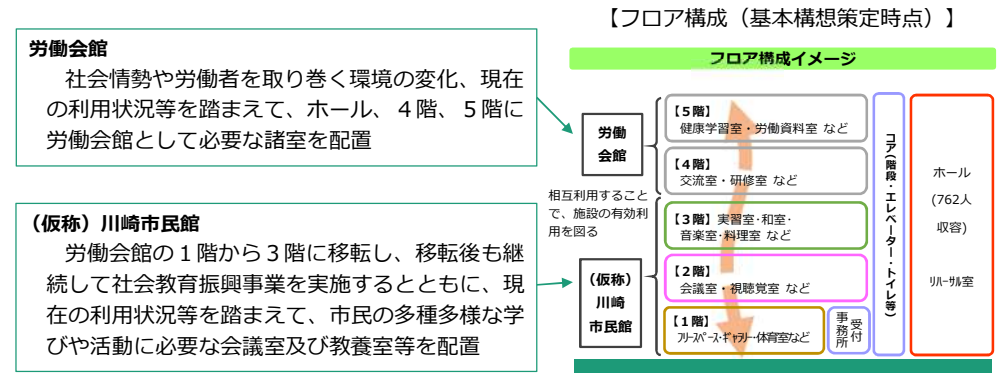 【フロア構成（基本構想策定時点）】
労働会館
社会情勢や労働者を取り巻く環境の変化、現在
の利用状況等を踏まえて、ホール、４階、５階に
労働会館として必要な諸室を配置
（仮称）川崎市民館
労働会館の１階から３階に移転し、移転後も継
続して社会教育振興事業を実施するとともに、現
在の利用状況等を踏まえて、市民の多種多様な学
びや活動に必要な会議室及び教養室等を配置
フロア構成イメージ
労働
会館
相互利用すること
で、施設の有効利
用を図る
（仮称）
川崎
市民館
【５階】
健康学習室・労働資料室 など
【４階】
交流室・研修室 など
【３階】実習室・和室・
音楽室・料理室 など
【２階】
会議室・視聴覚室 など
【１階】
フリースペース・ギャラリー・体育室など
受付
事務所
コア(階段・エレベーター・トイレ等)
ホール
(762人
収容)
リハーサル室